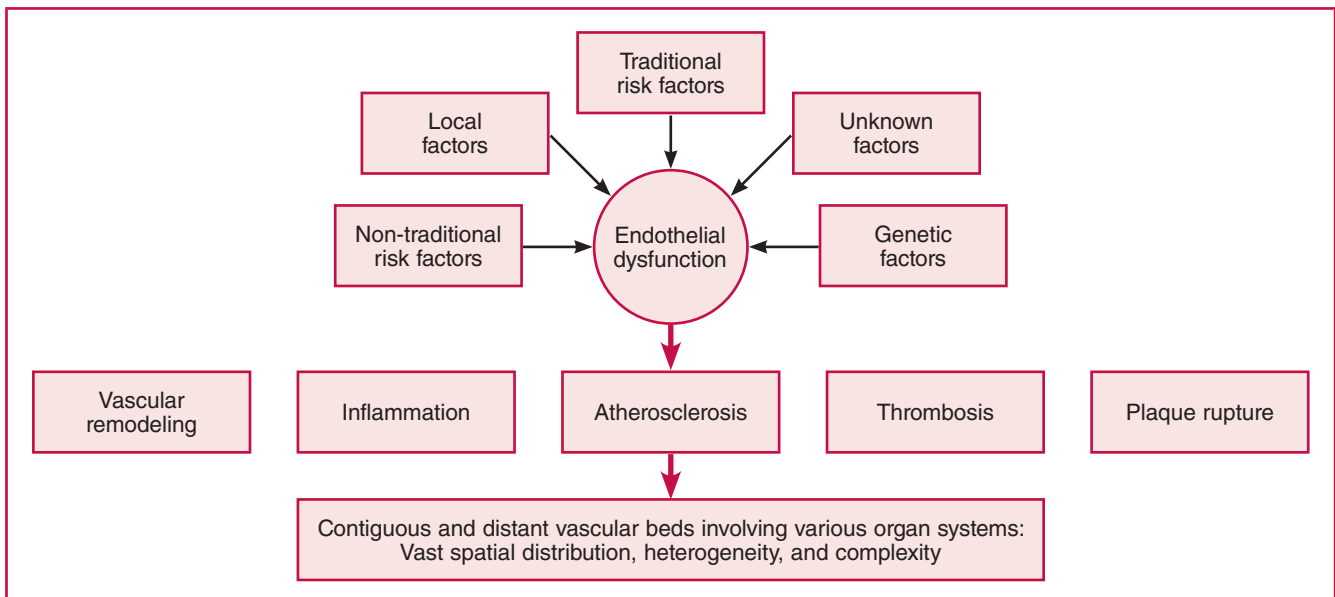 Traditional
risk factors
Local
factors
Unknown
factors
Non-traditional
risk factors
Endothelial
dysfunction
Genetic
factors
Vascular
remodeling
Inflammation
Atherosclerosis
Thrombosis
Plaque rupture
Contiguous and distant vascular beds involving various organ systems:
Vast spatial distribution, heterogeneity, and complexity